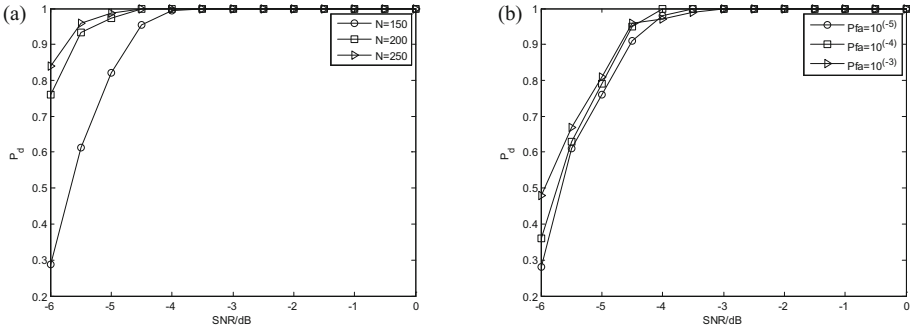 (a)
1
0.9
0.8
0.7
0.6
0.5
0.4
0.3
0.2
P_d
-6 -5 -4 -3 -2 -1 0
SNR/dB
N=150
N=200
N=250
(b)
1
0.9
0.8
0.7
0.6
0.5
0.4
0.3
0.2
P_d
-6 -5 -4 -3 -2 -1 0
SNR/dB
Pfa=10^(-5)
Pfa=10^(-4)
Pfa=10^(-3)